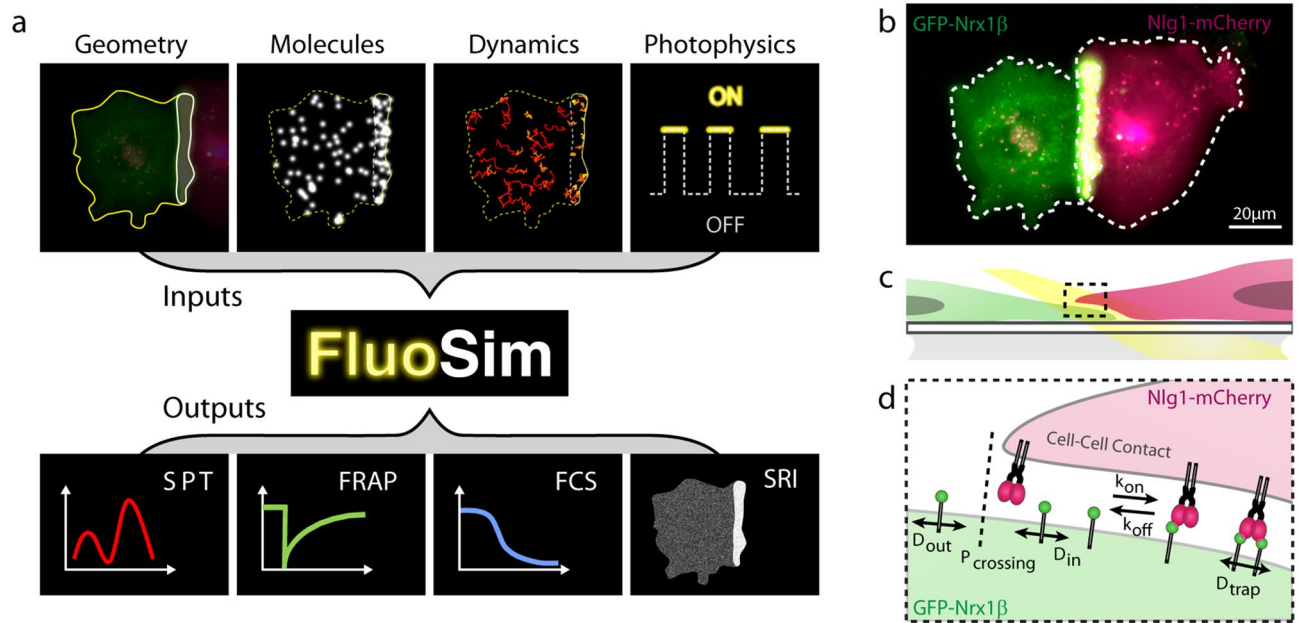 a
Geometry
Molecules
Dynamics
Photophysics
ON
OFF
Inputs
FluoSim
Outputs
SPT
FRAP
FCS
SRI
b
GFP-Nrx1β
Nlg1-mCherry
20μm
c
d
Nlg1-mCherry
Cell-Cell Contact
kon
koff
Dout
Pcrossing
Din
Dtrap
GFP-Nrx1β